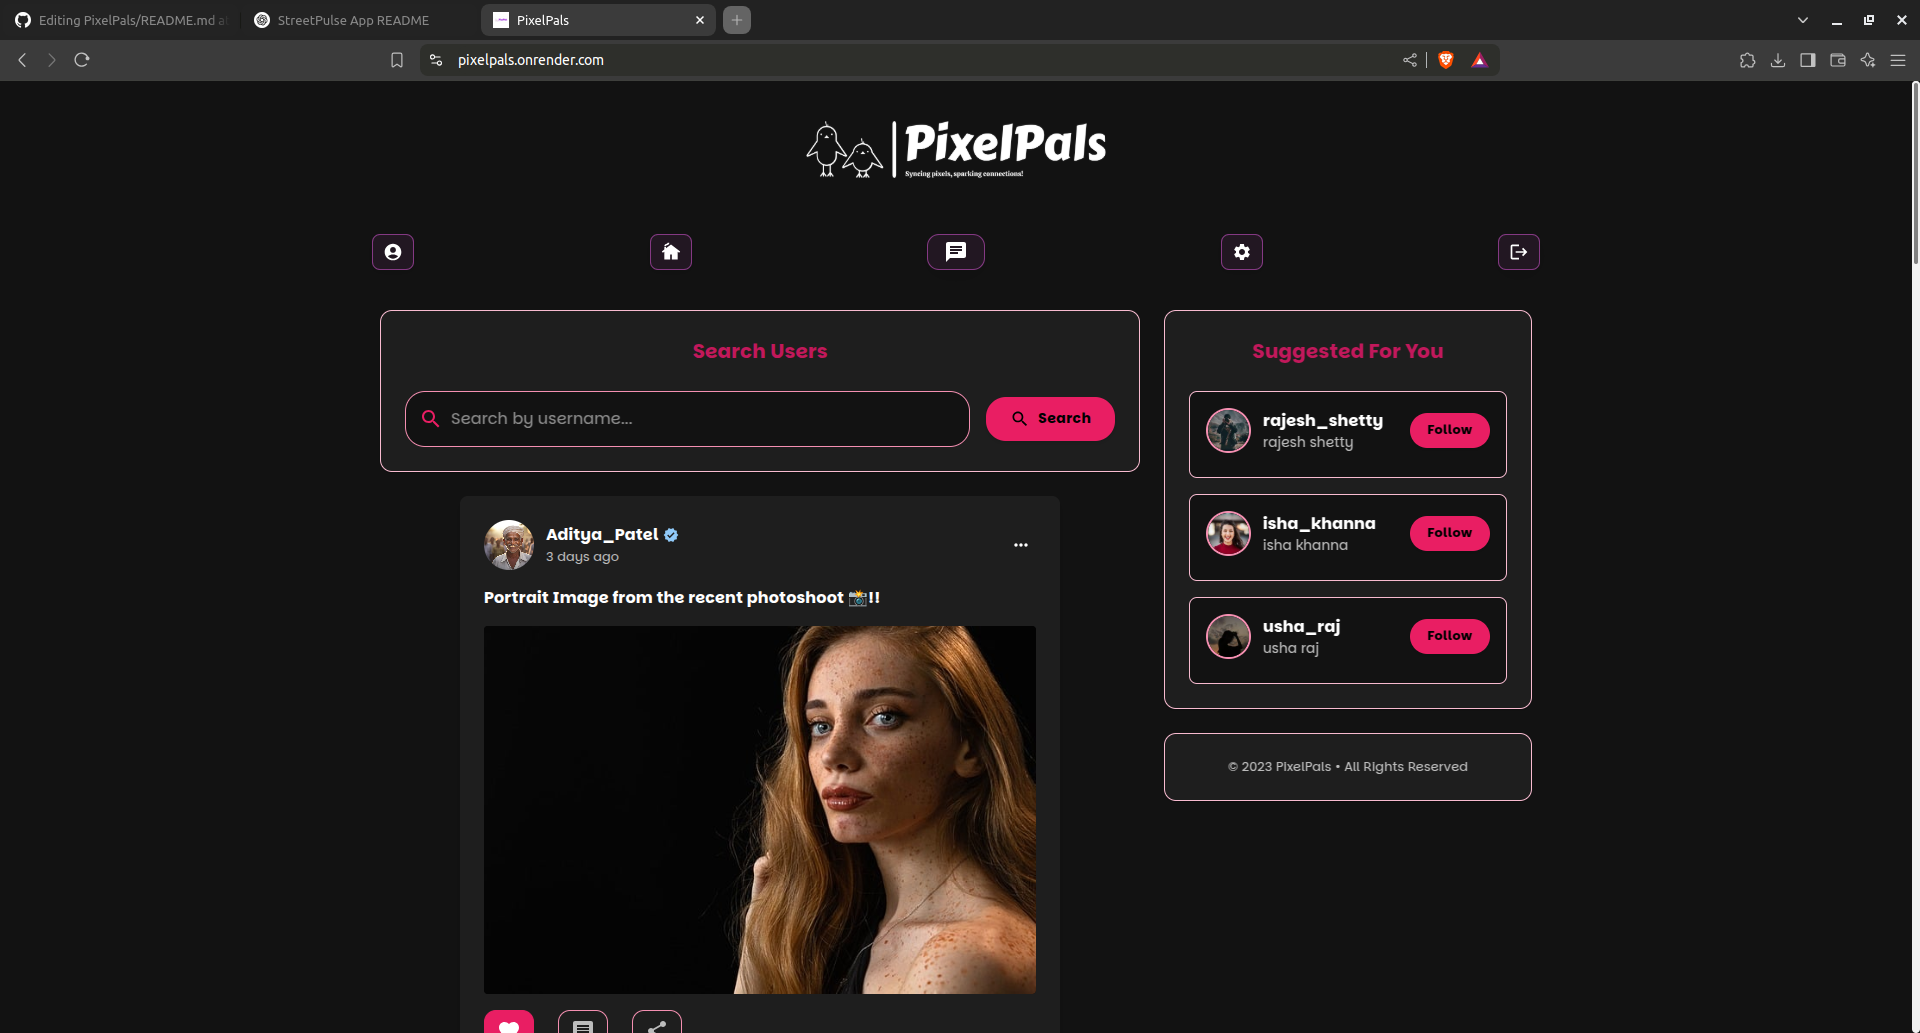 Editing PixelPals/README.md at
StreetPulse App README
PixelPals
pixelpals.onrender.com
PixelPals
Syncing pixels, sparking connections!
Search Users
Search by username...
Search
Aditya_Patel
3 days ago
Portrait Image from the recent photoshoot 📸!!
Suggested For You
rajesh_shetty
rajesh shetty
Follow
isha_khanna
isha khanna
Follow
usha_raj
usha raj
Follow
© 2023 PixelPals • All Rights Reserved